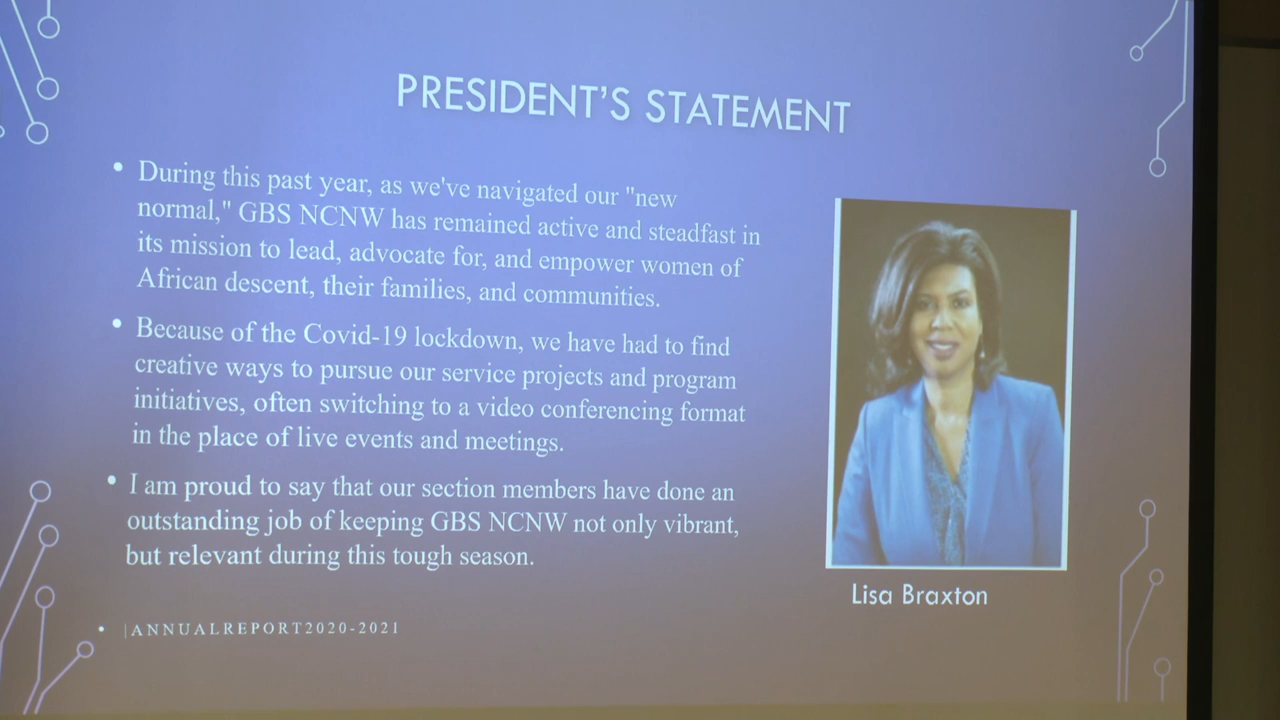 PRESIDENT'S STATEMENT
• During this past year, as we've navigated our "new
normal," GBS NCNW has remained active and steadfast in
its mission to lead, advocate for, and empower women of
African descent, their families, and communities.
• Because of the Covid-19 lockdown, we have had to find
creative ways to pursue our service projects and program
initiatives, often switching to a video conferencing format
in the place of live events and meetings.
• I am proud to say that our section members have done an
outstanding job of keeping GBS NCNW not only vibrant,
but relevant during this tough season.
Lisa Braxton
• |ANNUALREPORT2020-2021